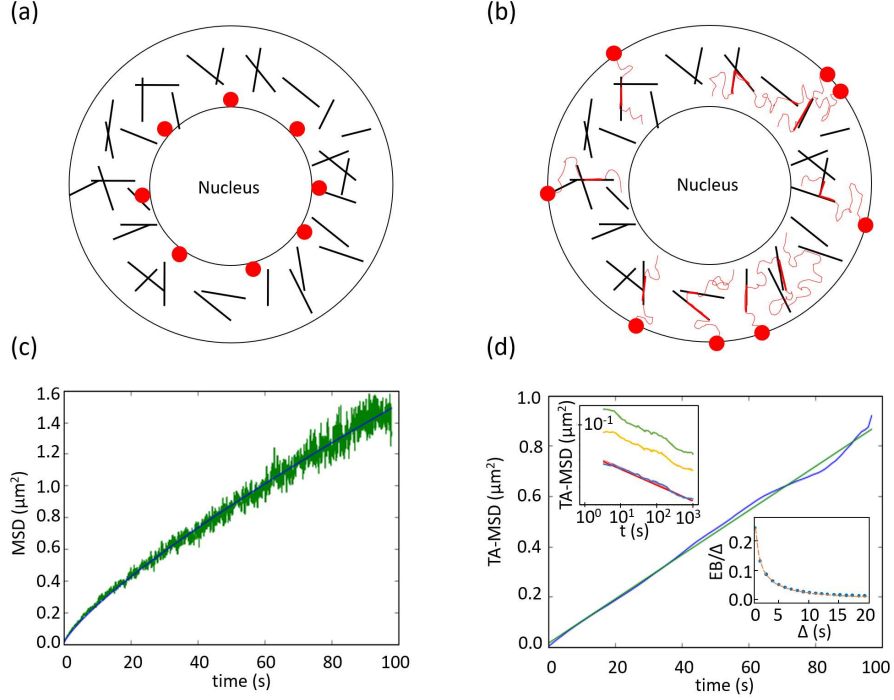 (a)
Nucleus
(b)
Nucleus
(c)
MSD (μm²)
1.6
1.4
1.2
1.0
0.8
0.6
0.4
0.2
0.0
0 20 40 60 80 100
time (s)
(d)
TA-MSD (μm²)
1.0
0.8
0.6
0.4
0.2
0.0
0 20 40 60 80 100
time (s)
TA-MSD (μm²)
10⁻¹
10⁰ 10¹ 10² 10³
t (s)
EB/Δ
0.2
0.1
0.0
0 5 10 15 20
Δ (s)